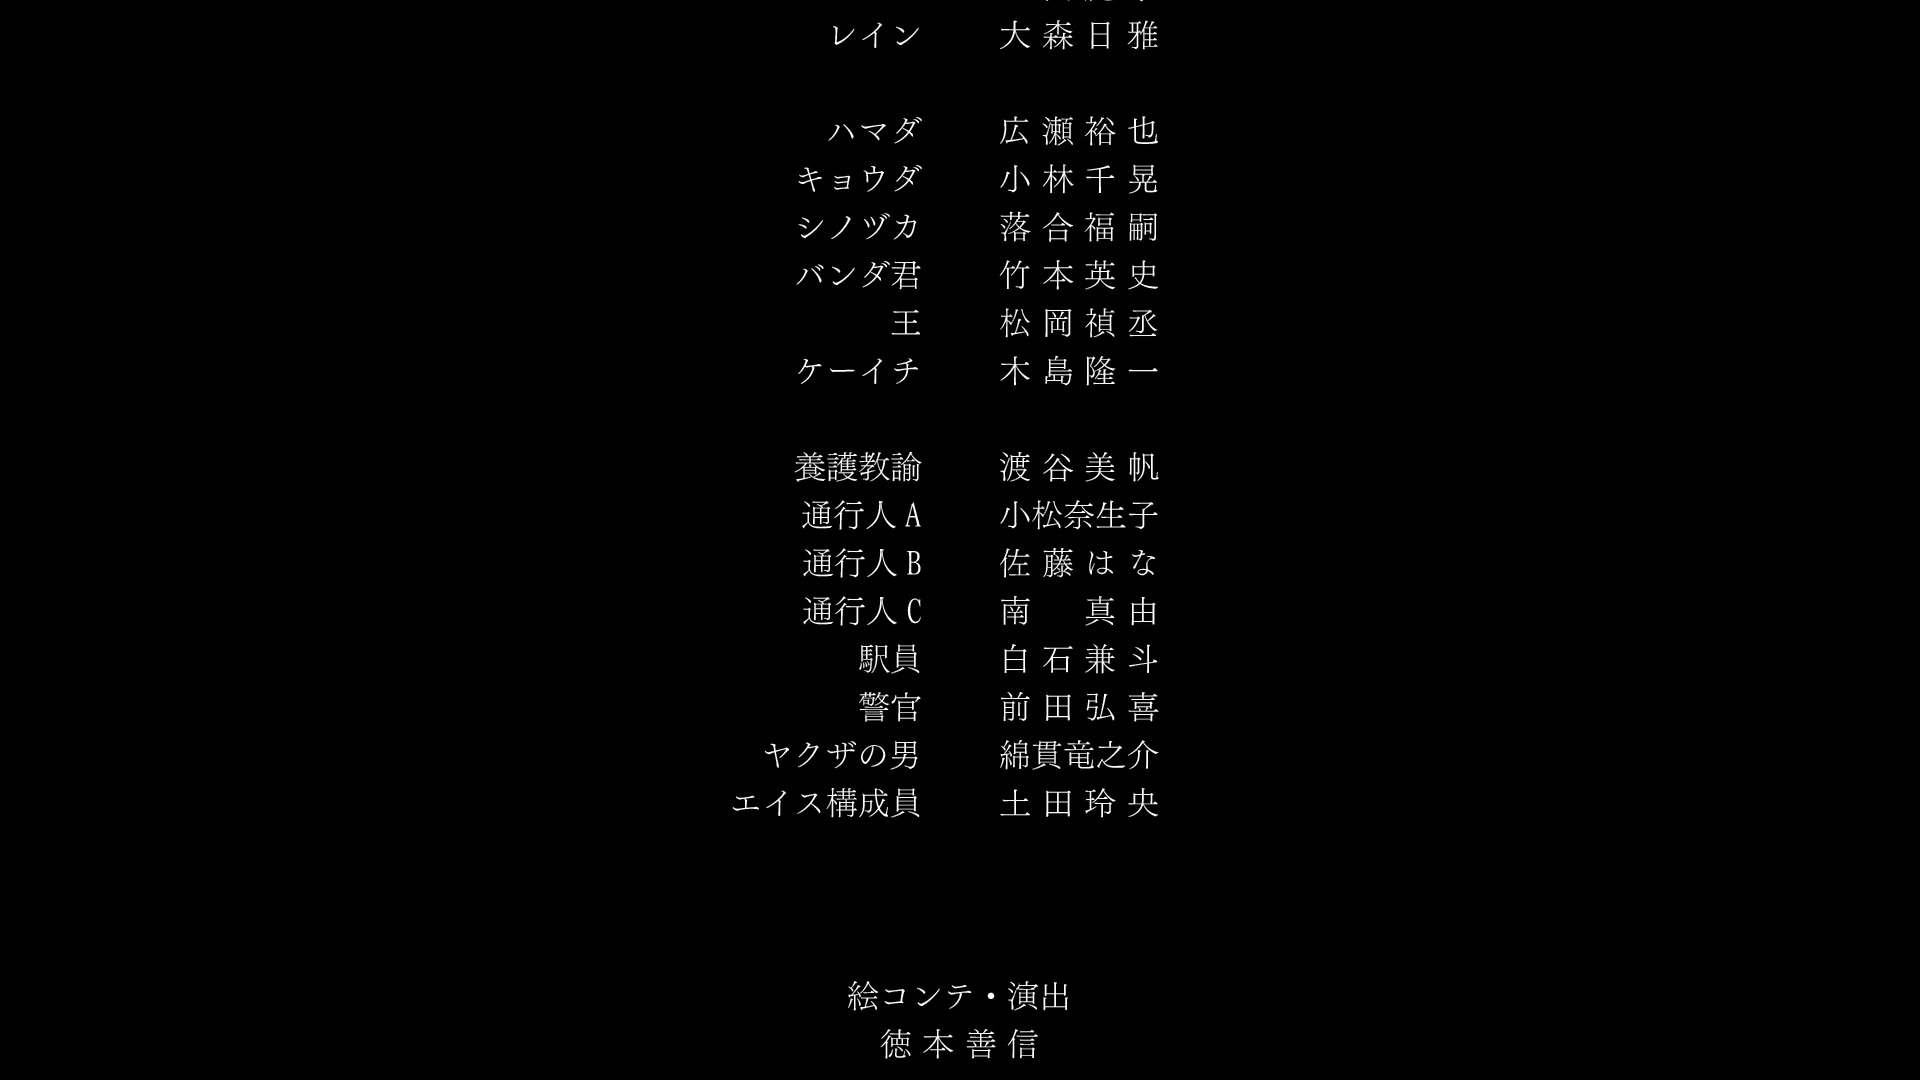 レイン 大森日雅
ハマダ 広瀬裕也
キョウダ 小林千晃
シノヅカ 落合福嗣
バンダ君 竹本英史
王 松岡禎丞
ケーイチ 木島隆一
養護教諭 渡谷美帆
通行人A 小松奈生子
通行人B 佐藤はな
通行人C 南 真由
駅員 白石兼斗
警官 前田弘喜
ヤクザの男 綿貫竜之介
エイス構成員 土田玲央
絵コンテ・演出
徳本善信